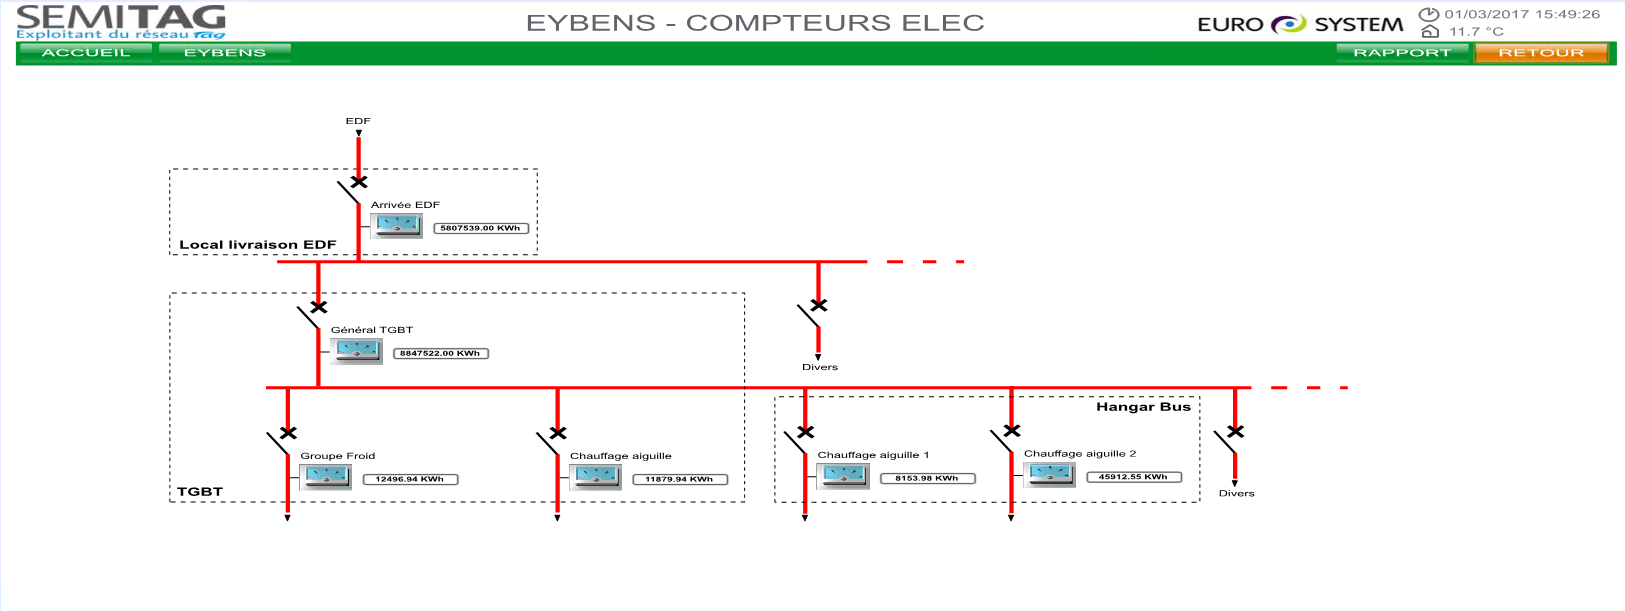 SEMITAG
Exploitant du réseau Tag
EYBENS - COMPTEURS ELEC
EURO SYSTEM
01/03/2017 15:49:26
11.7 °C
ACCUEIL
EYBENS
RAPPORT
RETOUR
EDF
Arrivée EDF
5807539.00 KWh
Local livraison EDF
Général TGBT
8847522.00 KWh
Divers
Hangar Bus
Groupe Froid
12496.94 KWh
Chauffage aiguille
11879.94 KWh
Chauffage aiguille 1
8153.98 KWh
Chauffage aiguille 2
45912.55 KWh
TGBT
Divers